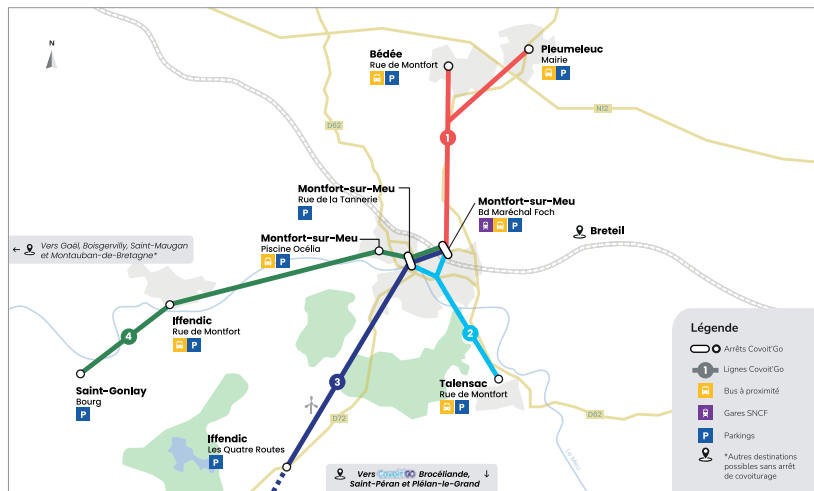 N
Bédée
Rue de Montfort
P
Pleumeleuc
Mairie
P
N12
D62
1
Montfort-sur-Meu
Rue de la Tannerie
P
Montfort-sur-Meu
Bd Maréchal Foch
P
Breteil
← Vers Gaël, Boisgervilly, Saint-Maugan
et Montauban-de-Bretagne*
Montfort-sur-Meu
Piscine Océlia
P
Iffendic
Rue de Montfort
P
4
2
3
Saint-Gonlay
Bourg
P
Talensac
Rue de Montfort
P
D72
D62
Le Meu
Iffendic
Les Quatre Routes
P
Vers Covoit'GO Brocéliande, ↓
Saint-Péran et Plélan-le-Grand
Légende
Arrêts Covoit'Go
1 Lignes Covoit'Go
Bus à proximité
Gares SNCF
P Parkings
*Autres destinations
possibles sans arrêt
de covoiturage